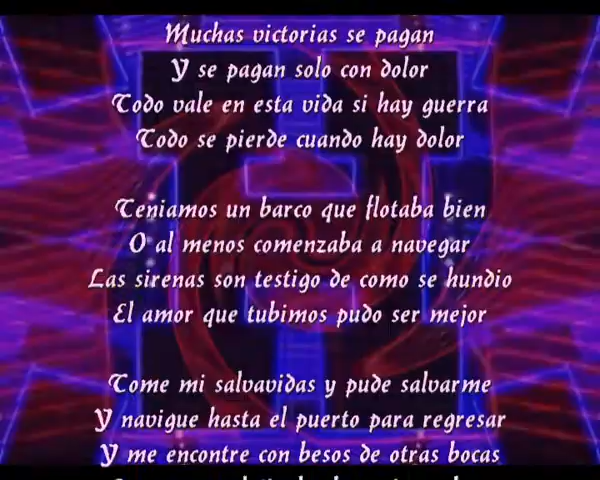 Muchas victorias se pagan
Y se pagan solo con dolor
Todo vale en esta vida si hay guerra
Todo se pierde cuando hay dolor
Teniamos un barco que flotaba bien
O al menos comenzaba a navegar
Las sirenas son testigo de como se hundio
El amor que tubimos pudo ser mejor
Tome mi salvavidas y pude salvarme
Y navigue hasta el puerto para regresar
Y me encontre con besos de otras bocas